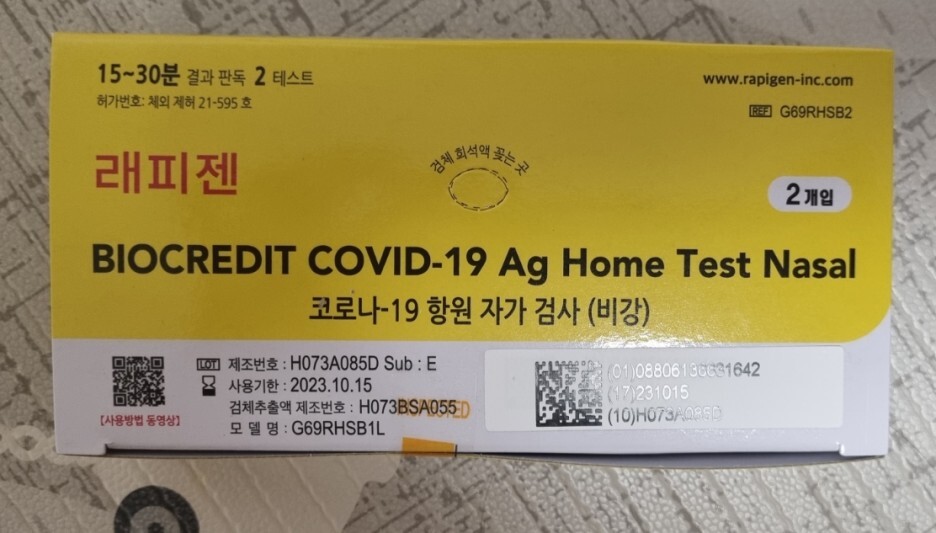 15~30분 결과 판독 2 테스트
허가번호: 체외 제허 21-595 호
www.rapigen-inc.com
REF G69RHSB2
래피젠
검체 희석액 꽂는 곳
2개입
BIOCREDIT COVID-19 Ag Home Test Nasal
코로나-19 항원 자가 검사 (비강)
[사용방법 동영상]
LOT 제조번호 : H073A085D Sub : E
사용기한 : 2023.10.15
검체추출액 제조번호 : H073BSA055
모 델 명 : G69RHSB1L
(17)231015
(10)H073A085D